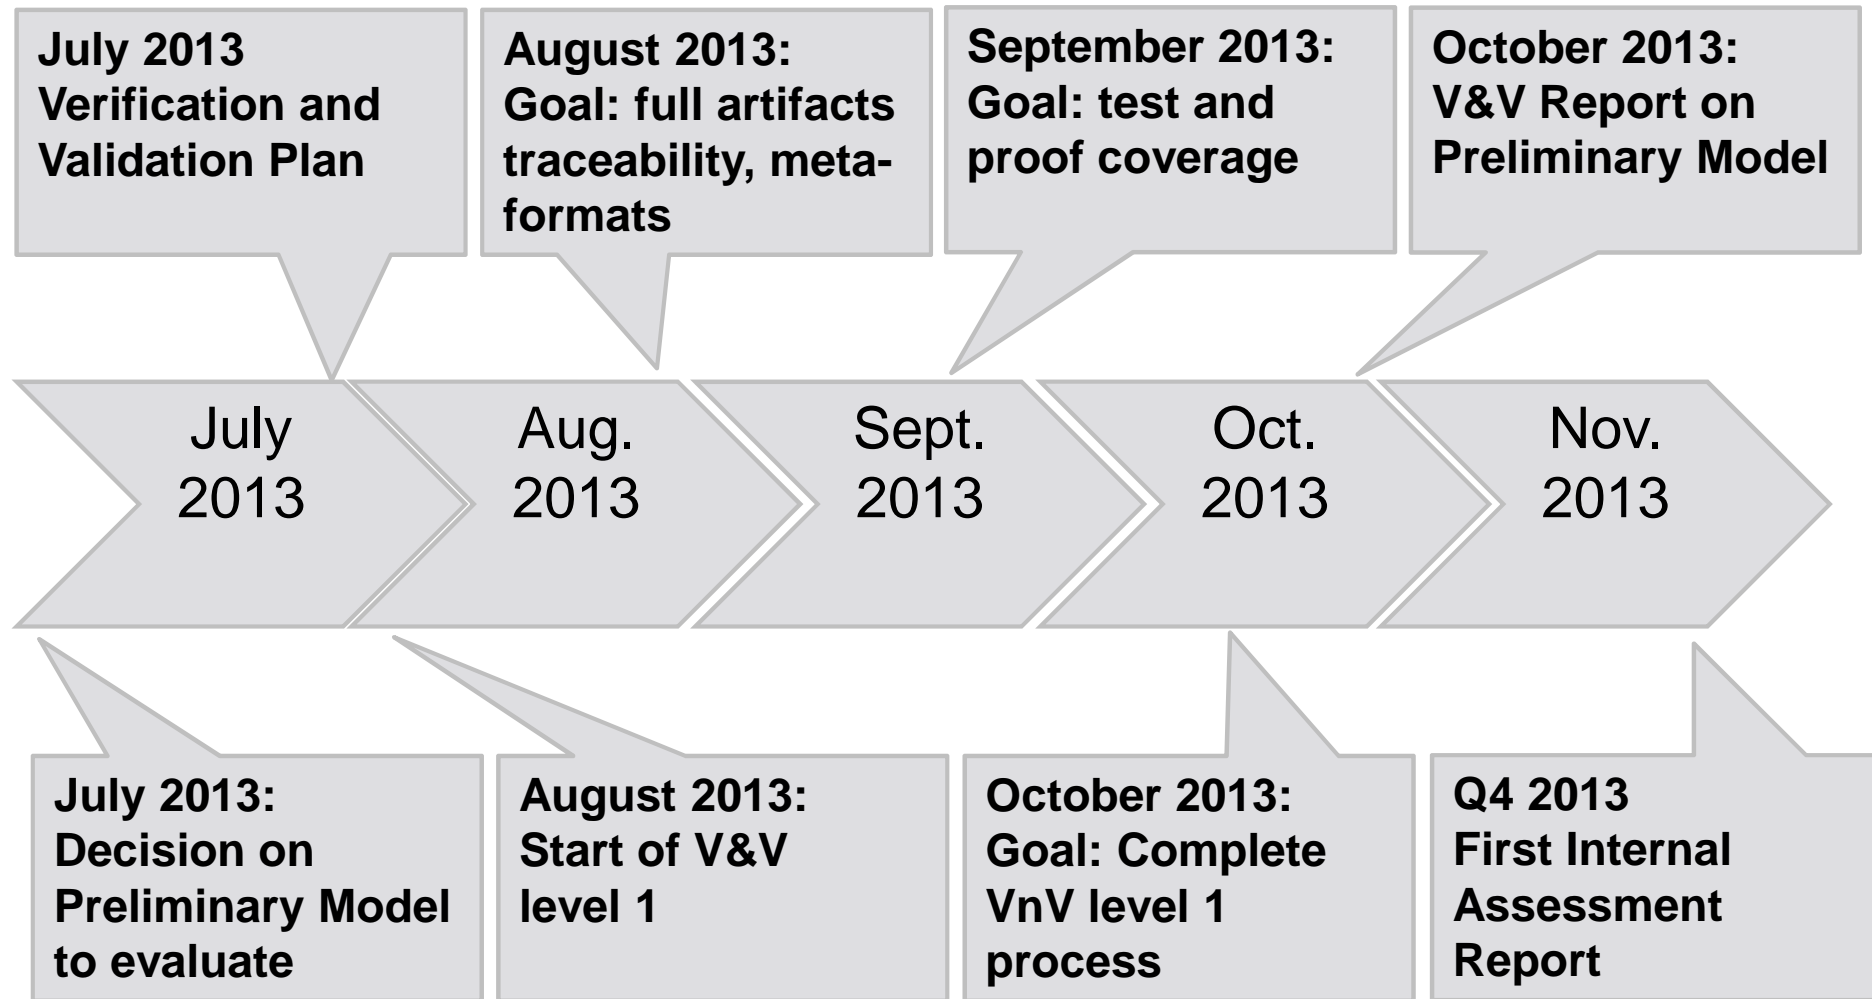 July 2013
Verification and
Validation Plan
August 2013:
Goal: full artifacts
traceability, meta-
formats
September 2013:
Goal: test and
proof coverage
October 2013:
V&V Report on
Preliminary Model
July
2013
Aug.
2013
Sept.
2013
Oct.
2013
Nov.
2013
July 2013:
Decision on
Preliminary Model
to evaluate
August 2013:
Start of V&V
level 1
October 2013:
Goal: Complete
VnV level 1
process
Q4 2013
First Internal
Assessment
Report